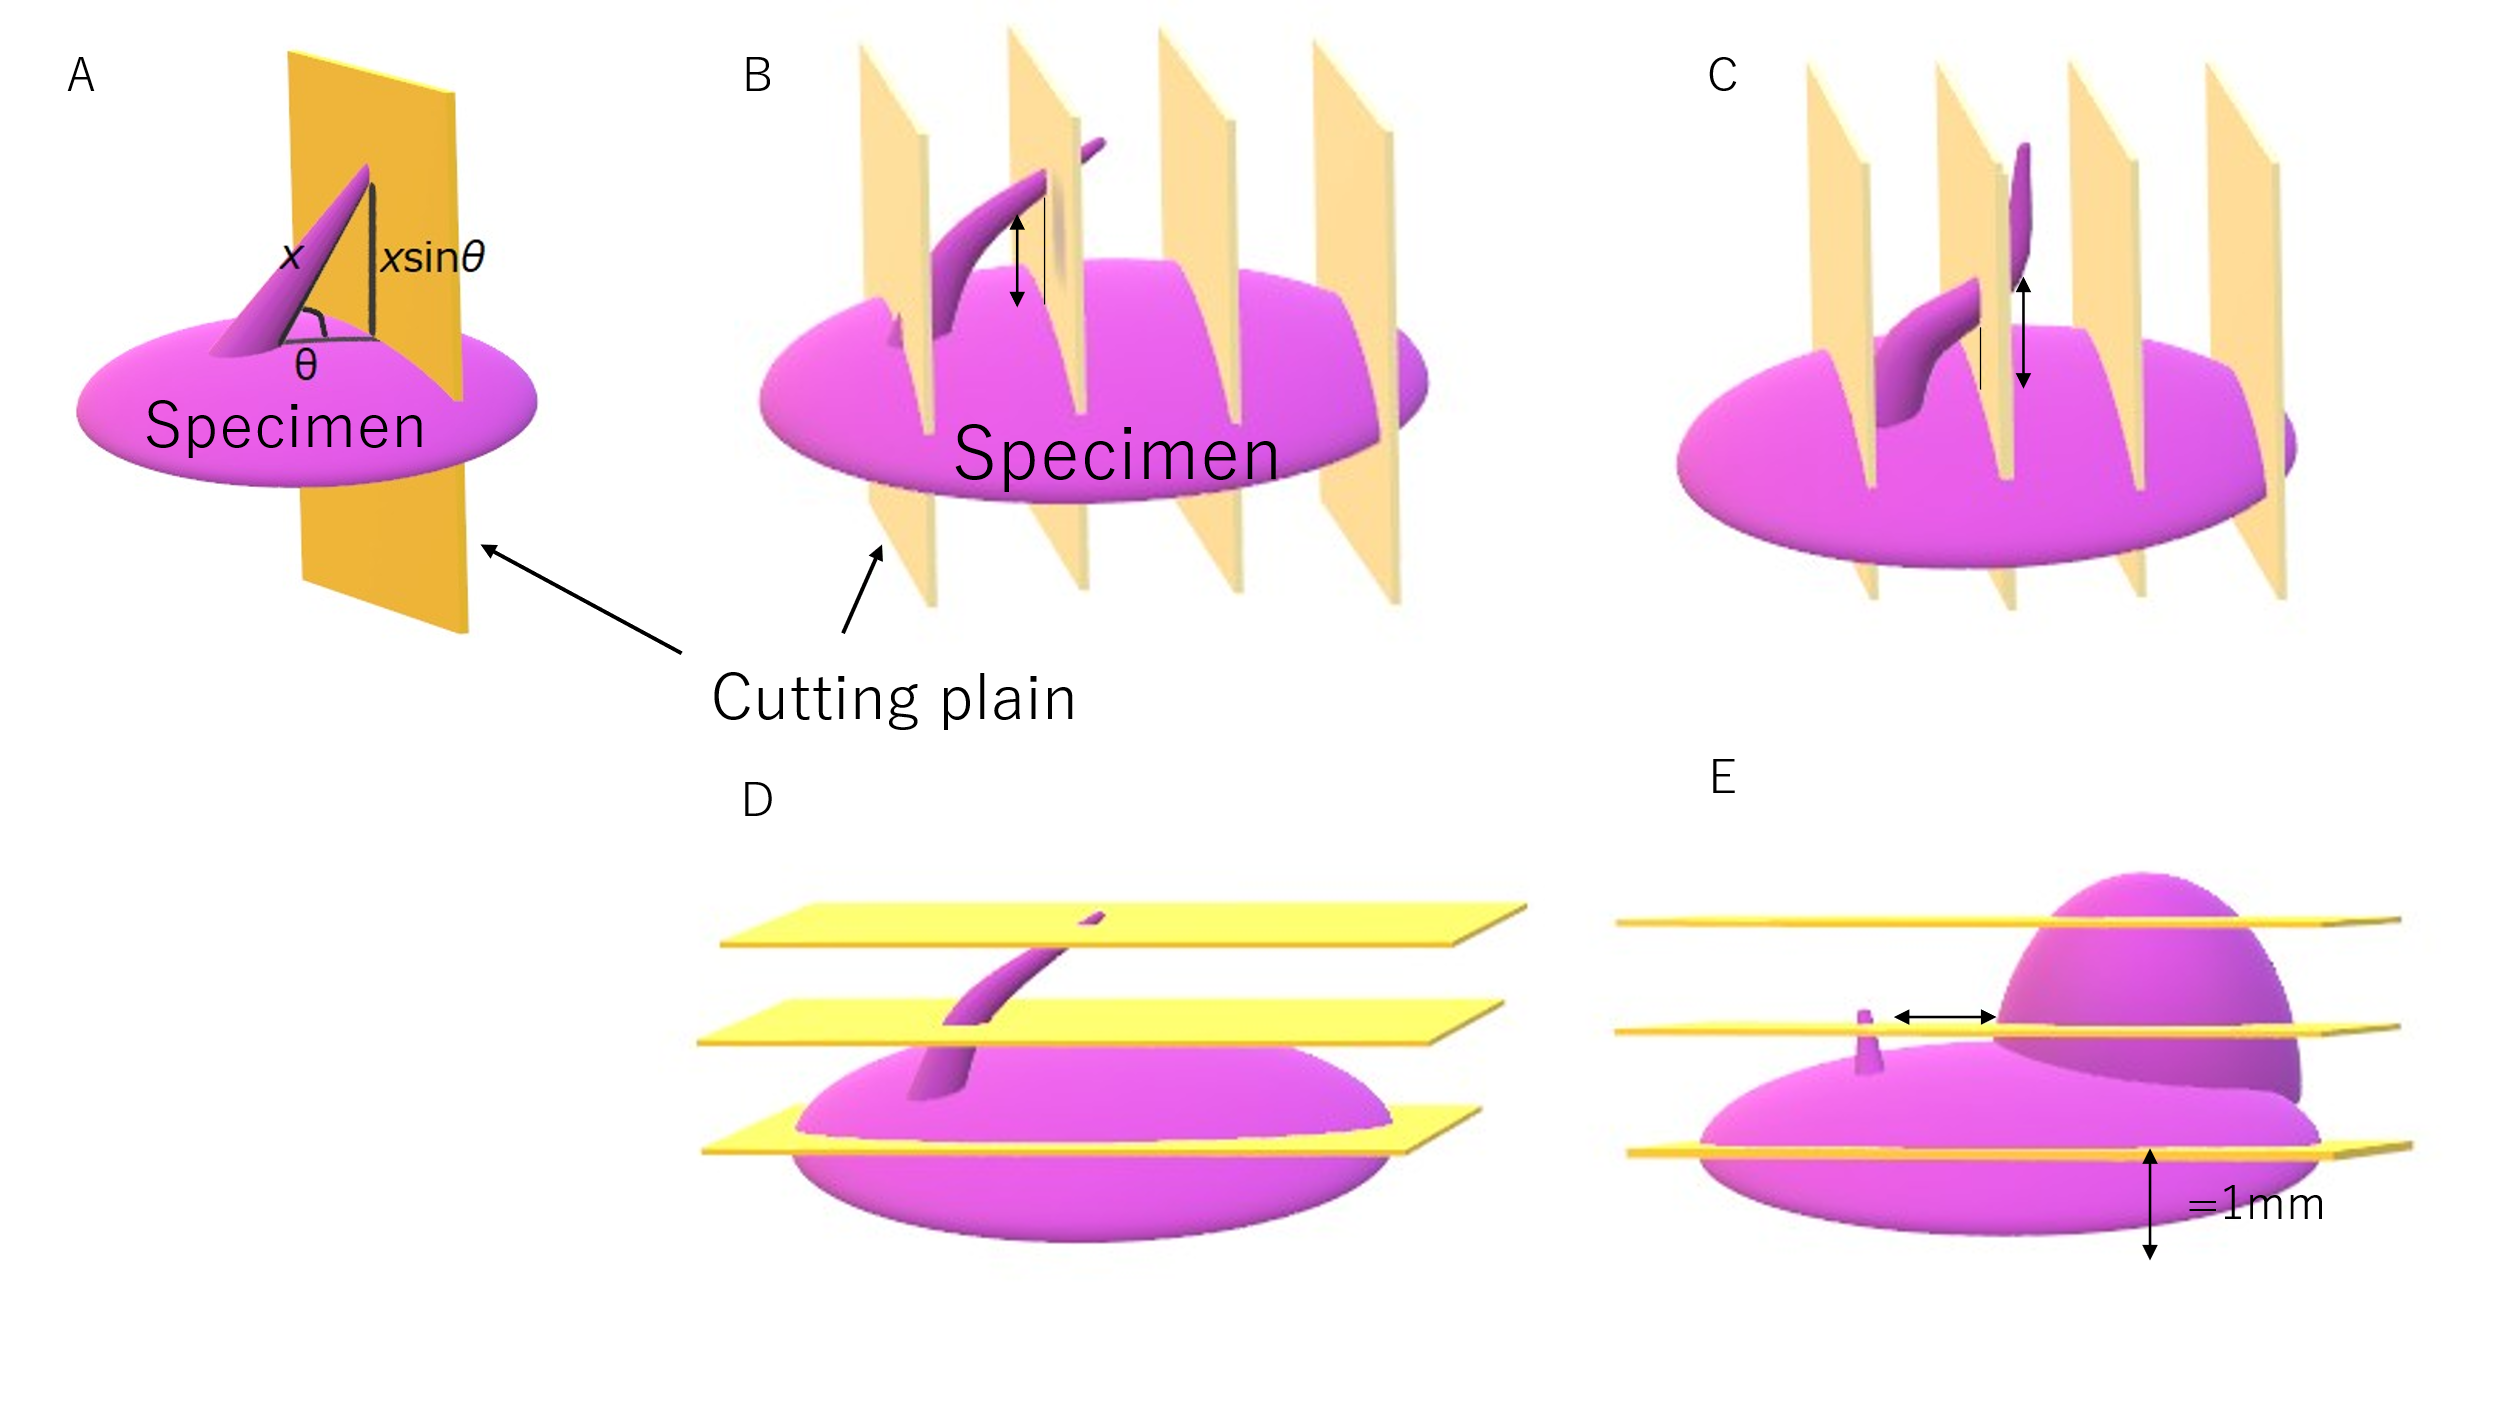 A
B
C
x
xsinθ
θ
Specimen
Specimen
Cutting plain
D
E
=1mm